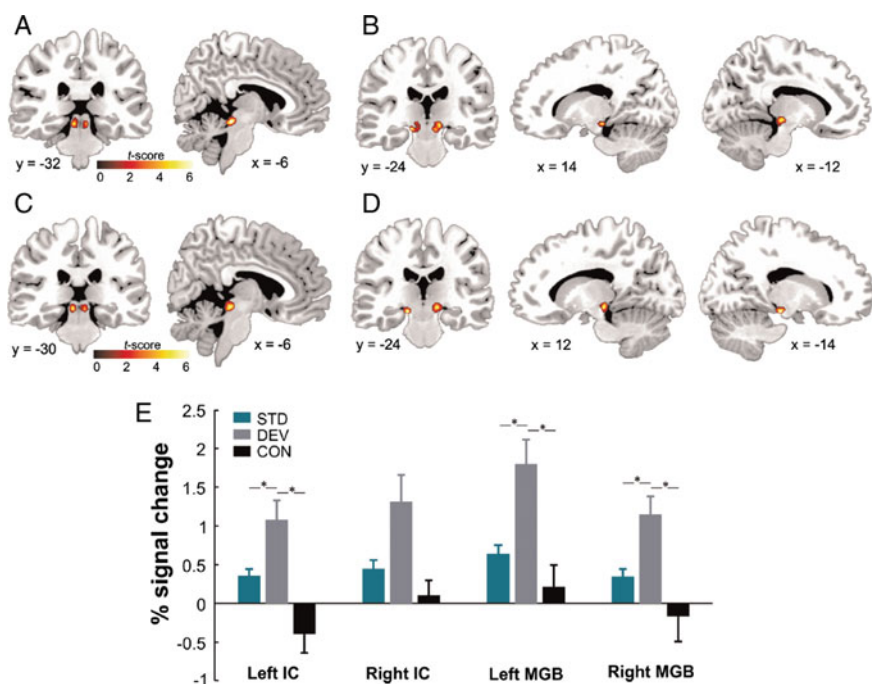 A
B
y = -32
t-score
0 2 4 6
x = -6
y = -24
x = 14
x = -12
C
D
y = -30
t-score
0 2 4 6
x = -6
y = -24
x = 12
x = -14
E
STD
DEV
CON
% signal change
2.5
2
1.5
1
0.5
0
-0.5
-1
* * * * * *
Left IC Right IC Left MGB Right MGB